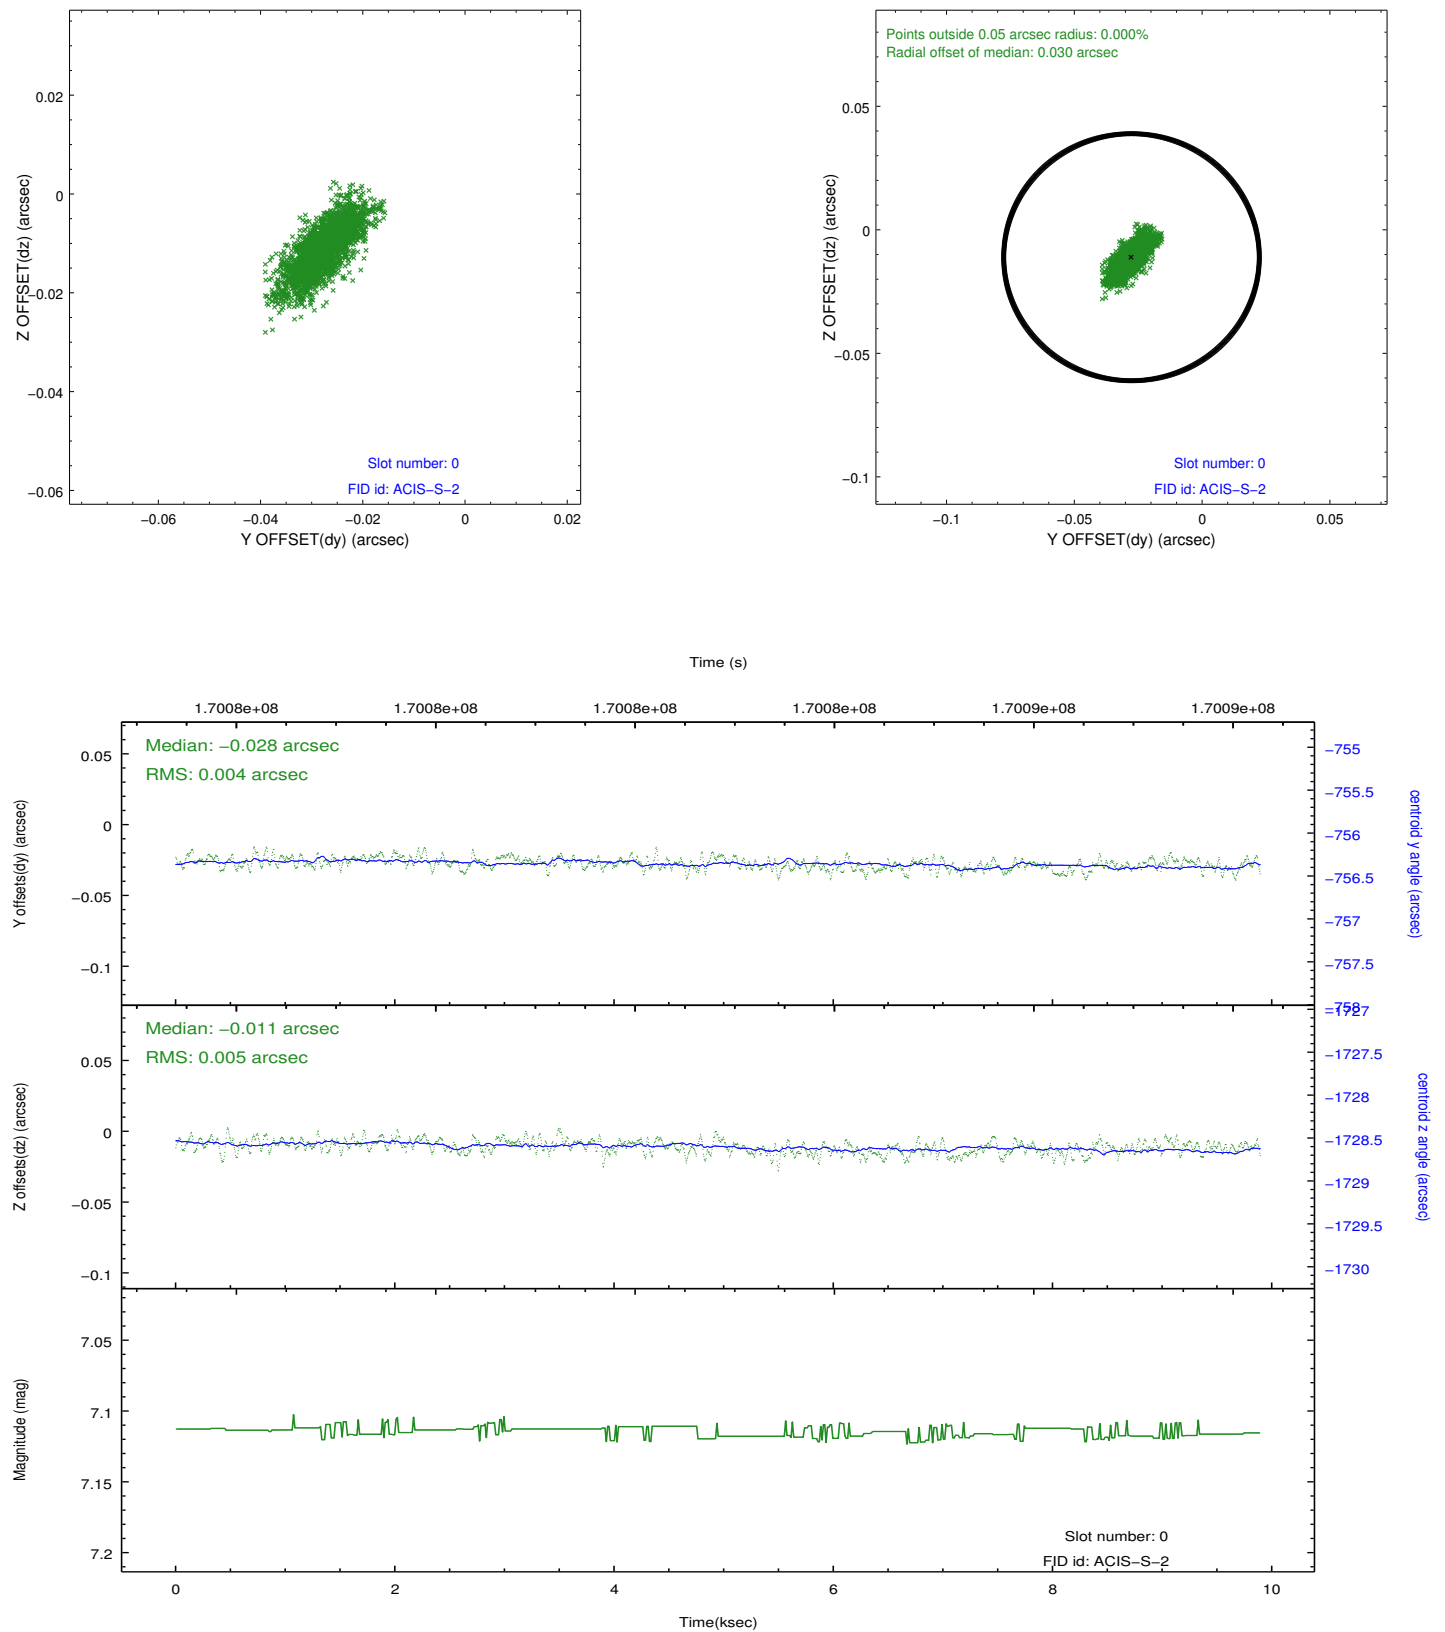 0.02
0
−0.02
−0.04
−0.06
Z OFFSET(dz) (arcsec)
Slot number: 0
FID id: ACIS−S−2
−0.06 −0.04 −0.02 0 0.02
Y OFFSET(dy) (arcsec)
Points outside 0.05 arcsec radius: 0.000%
Radial offset of median: 0.030 arcsec
0.05
0
−0.05
−0.1
Z OFFSET(dz) (arcsec)
Slot number: 0
FID id: ACIS−S−2
−0.1 −0.05 0 0.05
Y OFFSET(dy) (arcsec)
Time (s)
1.7008e+08 1.7008e+08 1.7008e+08 1.7008e+08 1.7009e+08 1.7009e+08
Median: −0.028 arcsec
RMS: 0.004 arcsec
0.05
0
−0.05
−0.1
Y offsets(dy) (arcsec)
−755
−755.5
−756
−756.5
−757
−757.5
−758
centroid y angle (arcsec)
Median: −0.011 arcsec
RMS: 0.005 arcsec
0.05
0
−0.05
−0.1
Z offsets(dz) (arcsec)
−1727
−1727.5
−1728
−1728.5
−1729
−1729.5
−1730
centroid z angle (arcsec)
7.05
7.1
7.15
7.2
Magnitude (mag)
Slot number: 0
FID id: ACIS−S−2
0 2 4 6 8 10
Time(ksec)